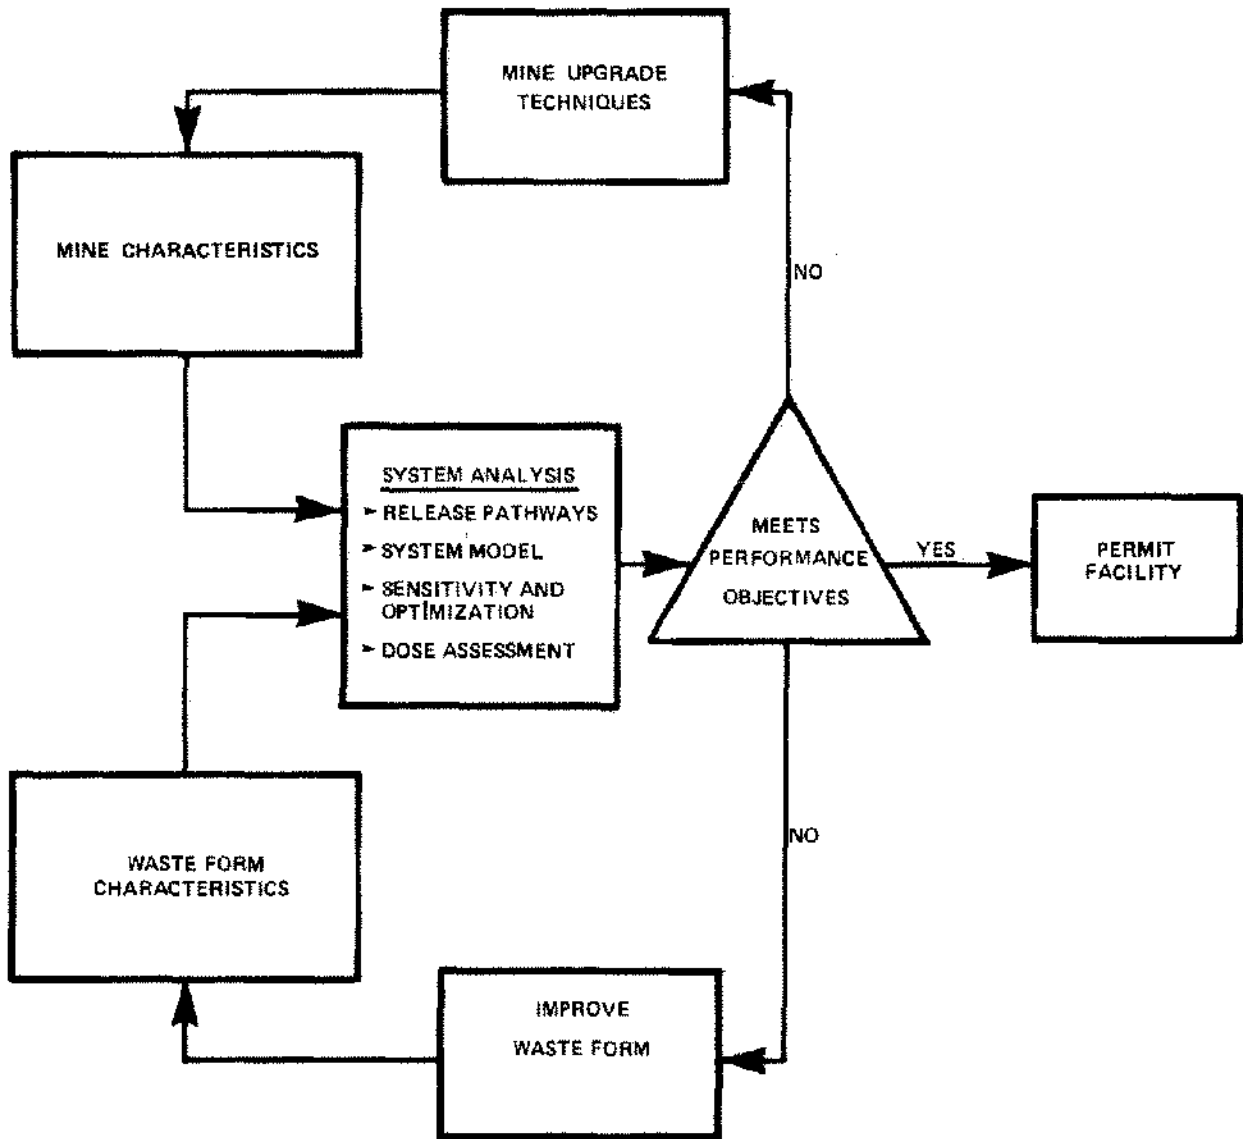 MINE UPGRADE
TECHNIQUES
MINE CHARACTERISTICS
NO
SYSTEM ANALYSIS
➤ RELEASE PATHWAYS
➤ SYSTEM MODEL
➤ SENSITIVITY AND
OPTIMIZATION
➤ DOSE ASSESSMENT
MEETS
PERFORMANCE
OBJECTIVES
YES
PERMIT
FACILITY
NO
WASTE FORM
CHARACTERISTICS
IMPROVE
WASTE FORM